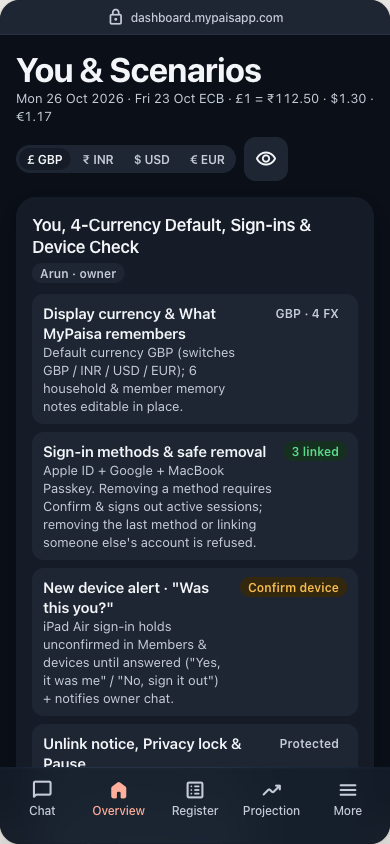 dashboard.mypaisapp.com
You & Scenarios
Mon 26 Oct 2026 · Fri 23 Oct ECB · £1 = ₹112.50 · $1.30 ·
€1.17
£ GBP
₹ INR
$ USD
€ EUR
You, 4-Currency Default, Sign-ins &
Device Check
Arun · owner
Display currency & What
MyPaisa remembers
GBP · 4 FX
Default currency GBP (switches
GBP / INR / USD / EUR); 6
household & member memory
notes editable in place.
Sign-in methods & safe removal
3 linked
Apple ID + Google + MacBook
Passkey. Removing a method requires
Confirm & signs out active sessions;
removing the last method or linking
someone else's account is refused.
New device alert · "Was
this you?"
Confirm device
iPad Air sign-in holds
unconfirmed in Members &
devices until answered ("Yes,
it was me" / "No, sign it out")
+ notifies owner chat.
Unlink notice, Privacy lock &
Pause
Protected
Chat
Overview
Register
Projection
More